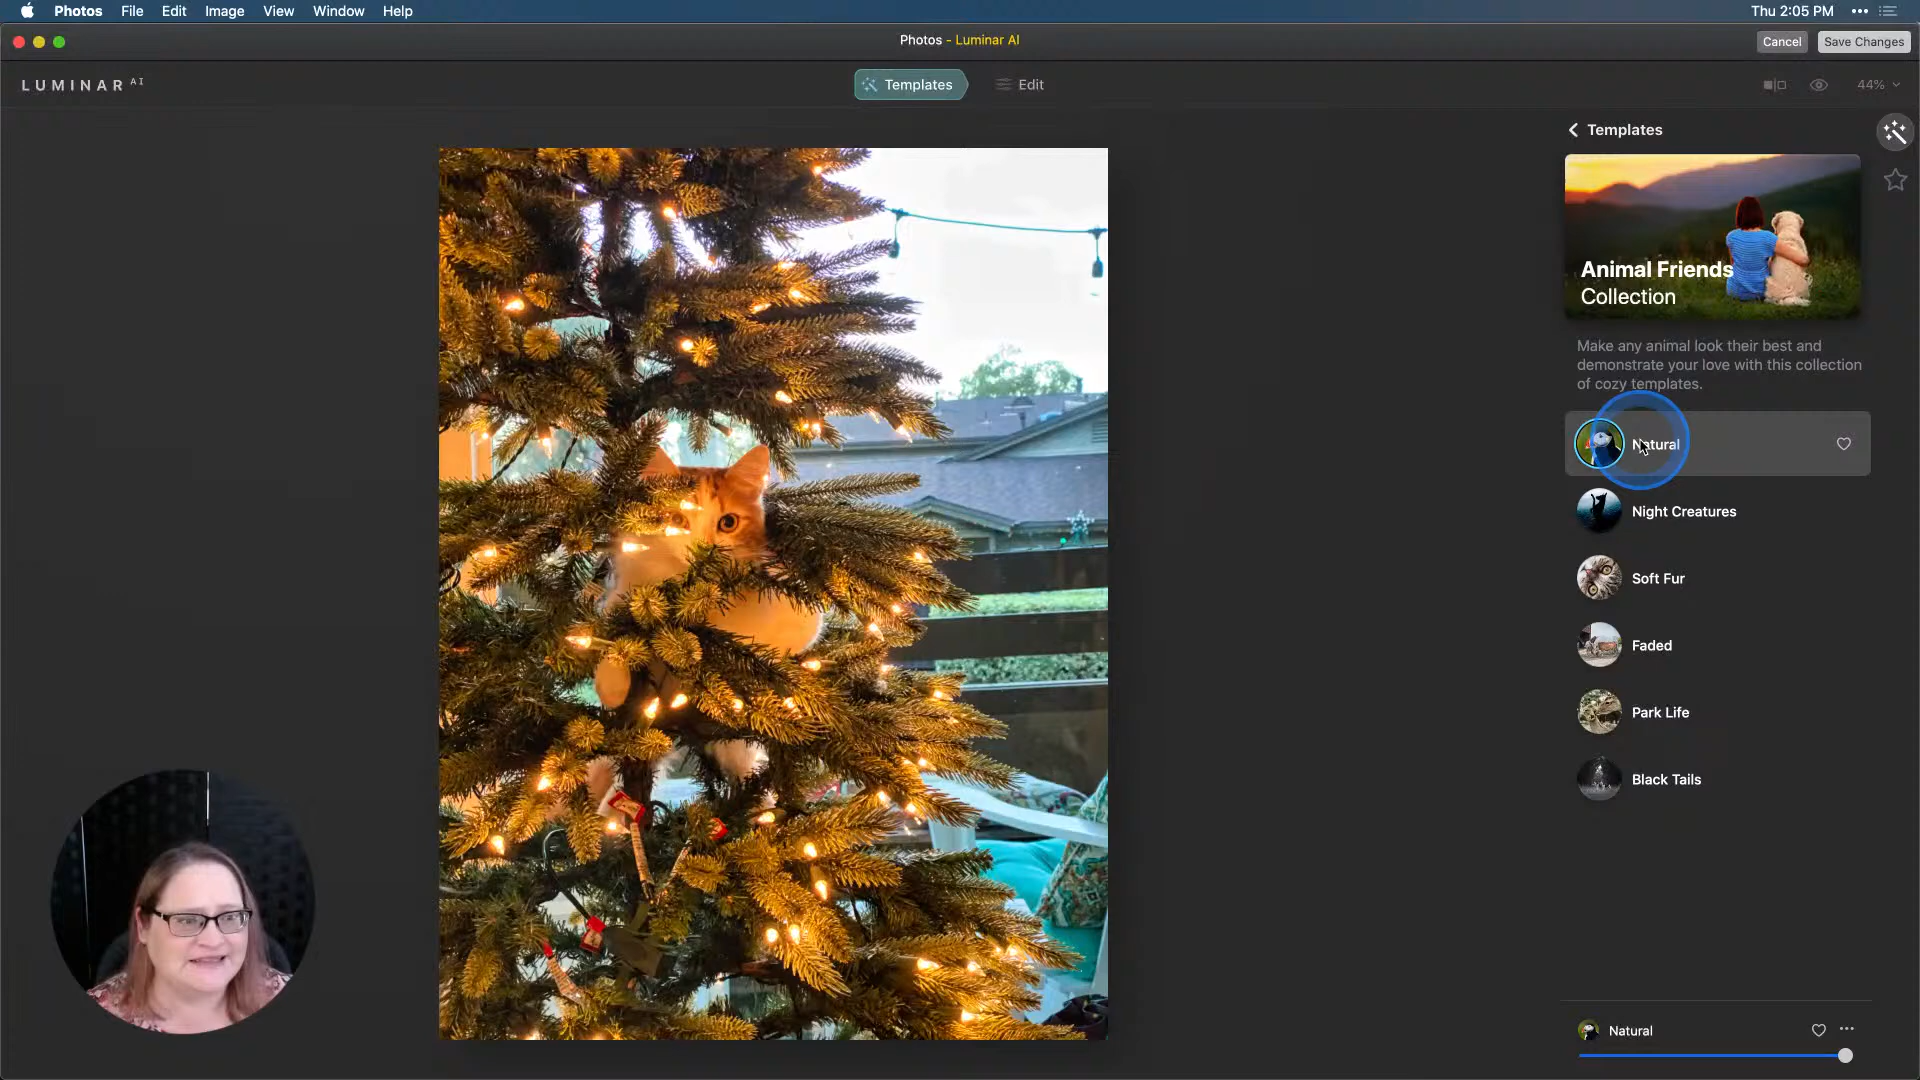 Photos File Edit Image View Window Help
Thu 2:05 PM
Photos - Luminar AI
Cancel
Save Changes
LUMINAR AI
Templates
Edit
44%
Templates
Animal Friends
Collection
Make any animal look their best and
demonstrate your love with this collection
of cozy templates.
Natural
Night Creatures
Soft Fur
Faded
Park Life
Black Tails
Natural